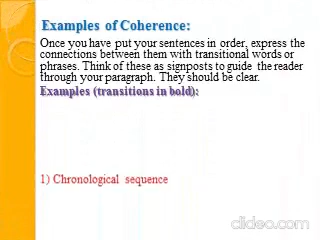 Examples of Coherence:
Once you have put your sentences in order, express the
connections between them with transitional words or
phrases. Think of these as signposts to guide the reader
through your paragraph. They should be clear.
Examples (transitions in bold):
1) Chronological sequence
clideo.com